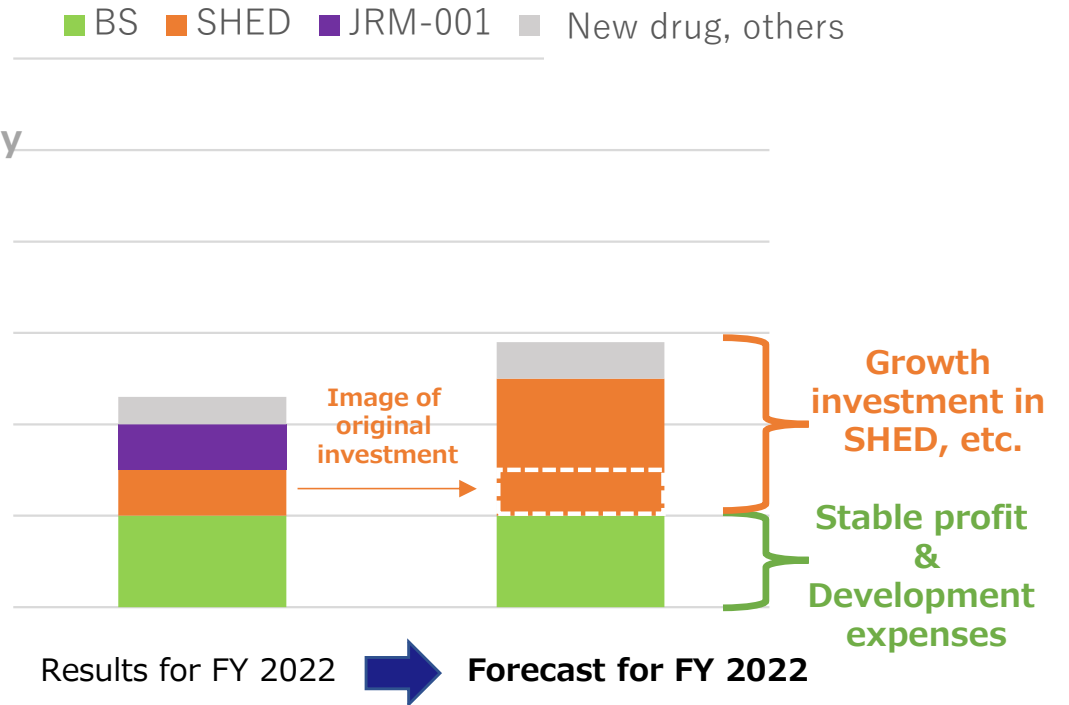 BS SHED JRM-001 New drug, others
y
Image of
original
investment
Growth
investment in
SHED, etc.
Stable profit
&
Development
expenses
Results for FY 2022 Forecast for FY 2022